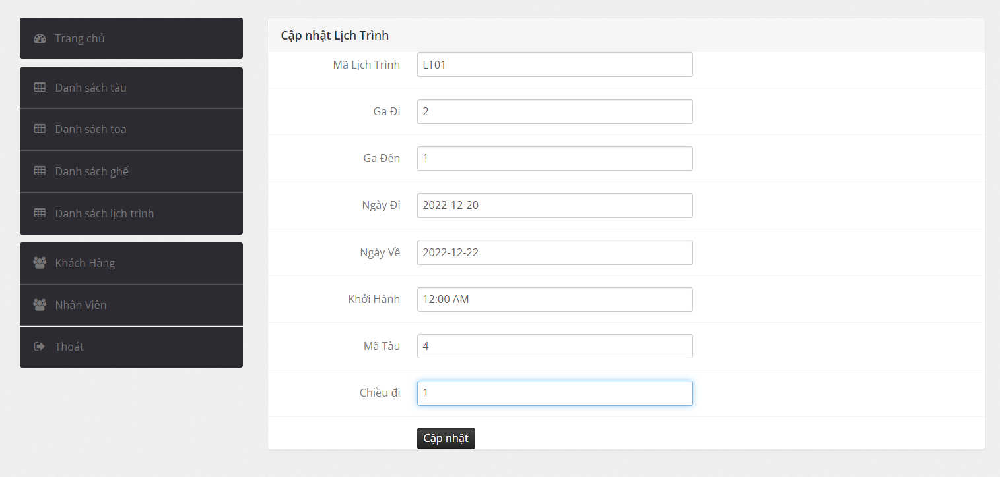 Trang chủ
Danh sách tàu
Danh sách toa
Danh sách ghế
Danh sách lịch trình
Khách Hàng
Nhân Viên
Thoát
Cập nhật Lịch Trình
Mã Lịch Trình LT01
Ga Đi 2
Ga Đến 1
Ngày Đi 2022-12-20
Ngày Về 2022-12-22
Khởi Hành 12:00 AM
Mã Tàu 4
Chiều đi 1
Cập nhật